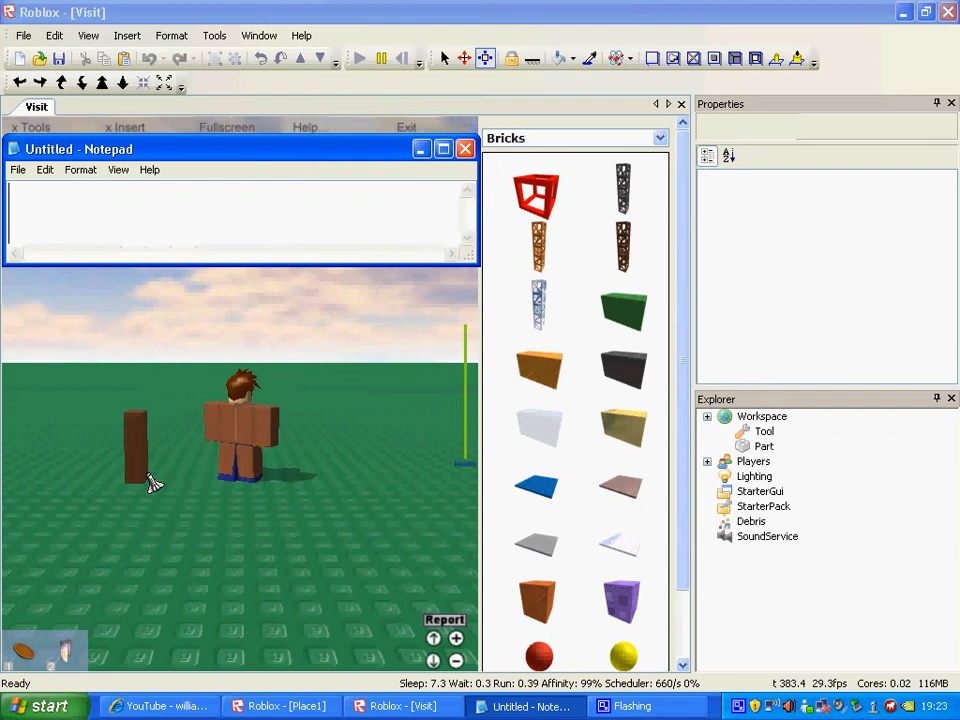 Roblox - [Visit]
File Edit View Insert Format Tools Window Help
Visit
x Tools x Insert Fullscreen Help... Exit
Untitled - Notepad
File Edit Format View Help
Bricks
Properties
Explorer
Workspace
Tool
Part
Players
Lighting
StarterGui
StarterPack
Debris
SoundService
Health
Report
1 2
Ready
Sleep: 7.3 Wait: 0.3 Run: 0.39 Affinity: 99% Scheduler: 660/s 0%
t 383.4 29.3fps Cores: 0.02 116MB
start
YouTube - willia...
Roblox - [Place1]
Roblox - [Visit]
Untitled - Note...
Flashing
19:23